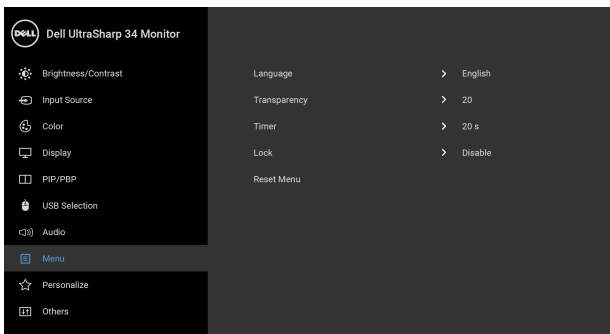 DELL Dell UltraSharp 34 Monitor
Brightness/Contrast
Input Source
Color
Display
PIP/PBP
USB Selection
Audio
Menu
Personalize
Others
Language > English
Transparency > 20
Timer > 20 s
Lock > Disable
Reset Menu